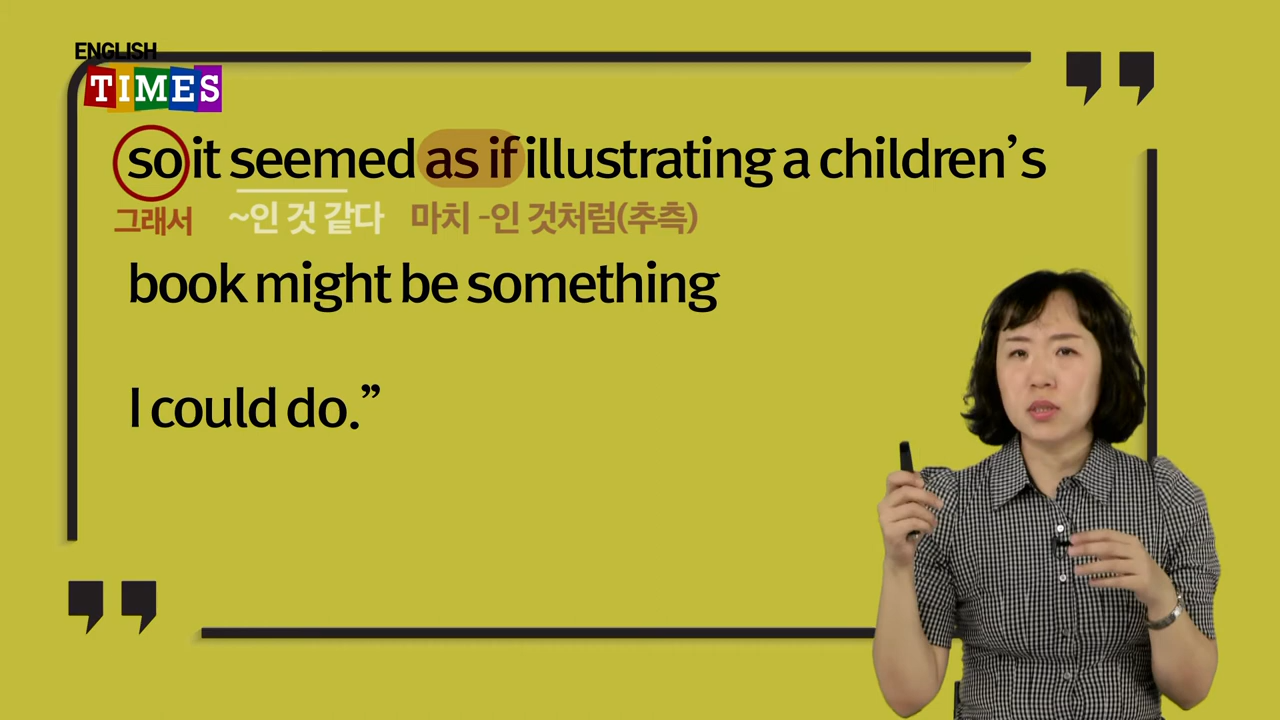 ENGLISH
TIMES
so it seemed as if illustrating a children’s
그래서 ~인 것 같다 마치 -인 것처럼(추측)
book might be something
I could do.”